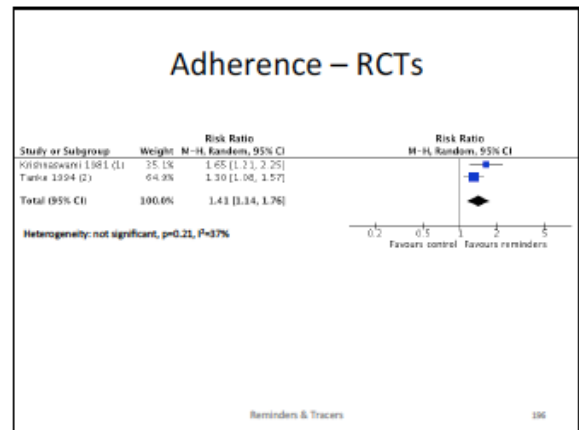 Adherence – RCTs
Risk Ratio Risk Ratio
Study or Subgroup Weight M-H, Random, 95% CI M-H, Random, 95% CI
Krishnaswami 1981 (1) 35.1% 1.65 [1.21, 2.25]
Tanke 1994 (2) 64.9% 1.30 [1.08, 1.57]
Total (95% CI) 100.0% 1.41 [1.14, 1.76]
Heterogeneity: not significant, p=0.21, I²=37%
0.2 0.5 1 2 5
Favours control Favours reminders
Reminders & Tracers 196